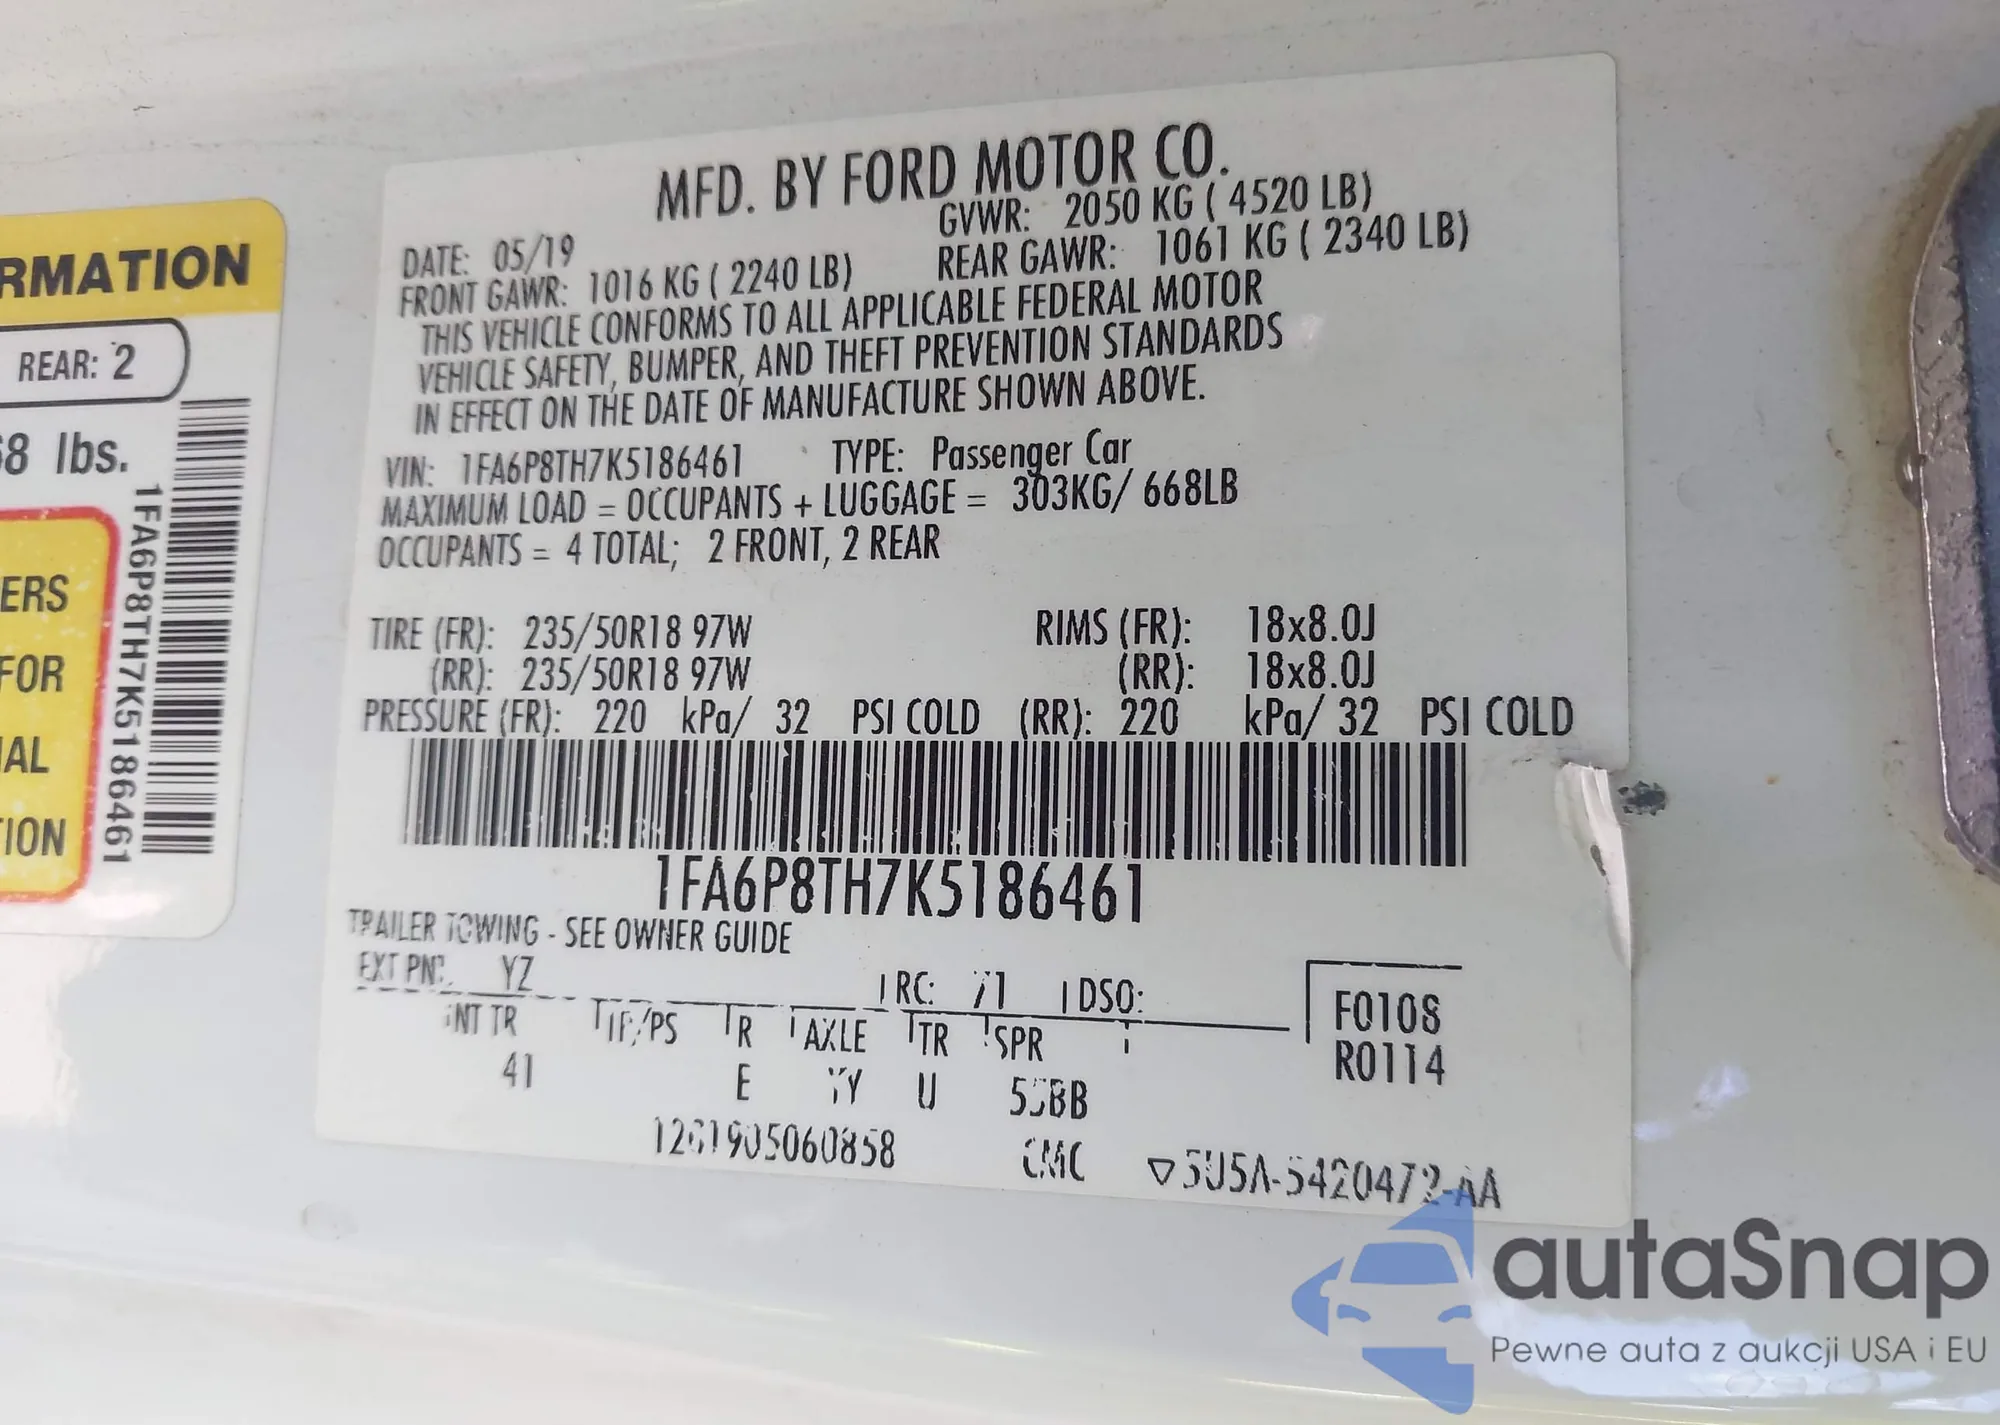 RMATION
REAR: 2
68 lbs.
ERS
FOR
AL
ION
1FA6P8TH7K5186461
MFD. BY FORD MOTOR CO.
DATE: 05/19 GVWR: 2050 KG ( 4520 LB)
FRONT GAWR: 1016 KG ( 2240 LB) REAR GAWR: 1061 KG ( 2340 LB)
THIS VEHICLE CONFORMS TO ALL APPLICABLE FEDERAL MOTOR
VEHICLE SAFETY, BUMPER, AND THEFT PREVENTION STANDARDS
IN EFFECT ON THE DATE OF MANUFACTURE SHOWN ABOVE.
VIN: 1FA6P8TH7K5186461 TYPE: Passenger Car
MAXIMUM LOAD = OCCUPANTS + LUGGAGE = 303KG/ 668LB
OCCUPANTS = 4 TOTAL; 2 FRONT, 2 REAR
TIRE (FR): 235/50R18 97W RIMS (FR): 18x8.0J
(RR): 235/50R18 97W (RR): 18x8.0J
PRESSURE (FR): 220 kPa/ 32 PSI COLD (RR): 220 kPa/ 32 PSI COLD
1FA6P8TH7K5186461
TRAILER TOWING - SEE OWNER GUIDE
EXT PNT: YZ RC: 71 DSO:
INT TR TP/PS R AXLE TR SPR
41 E YY U
F0108
R0114
autaSnap
Pewne auta z aukcji USA i EU